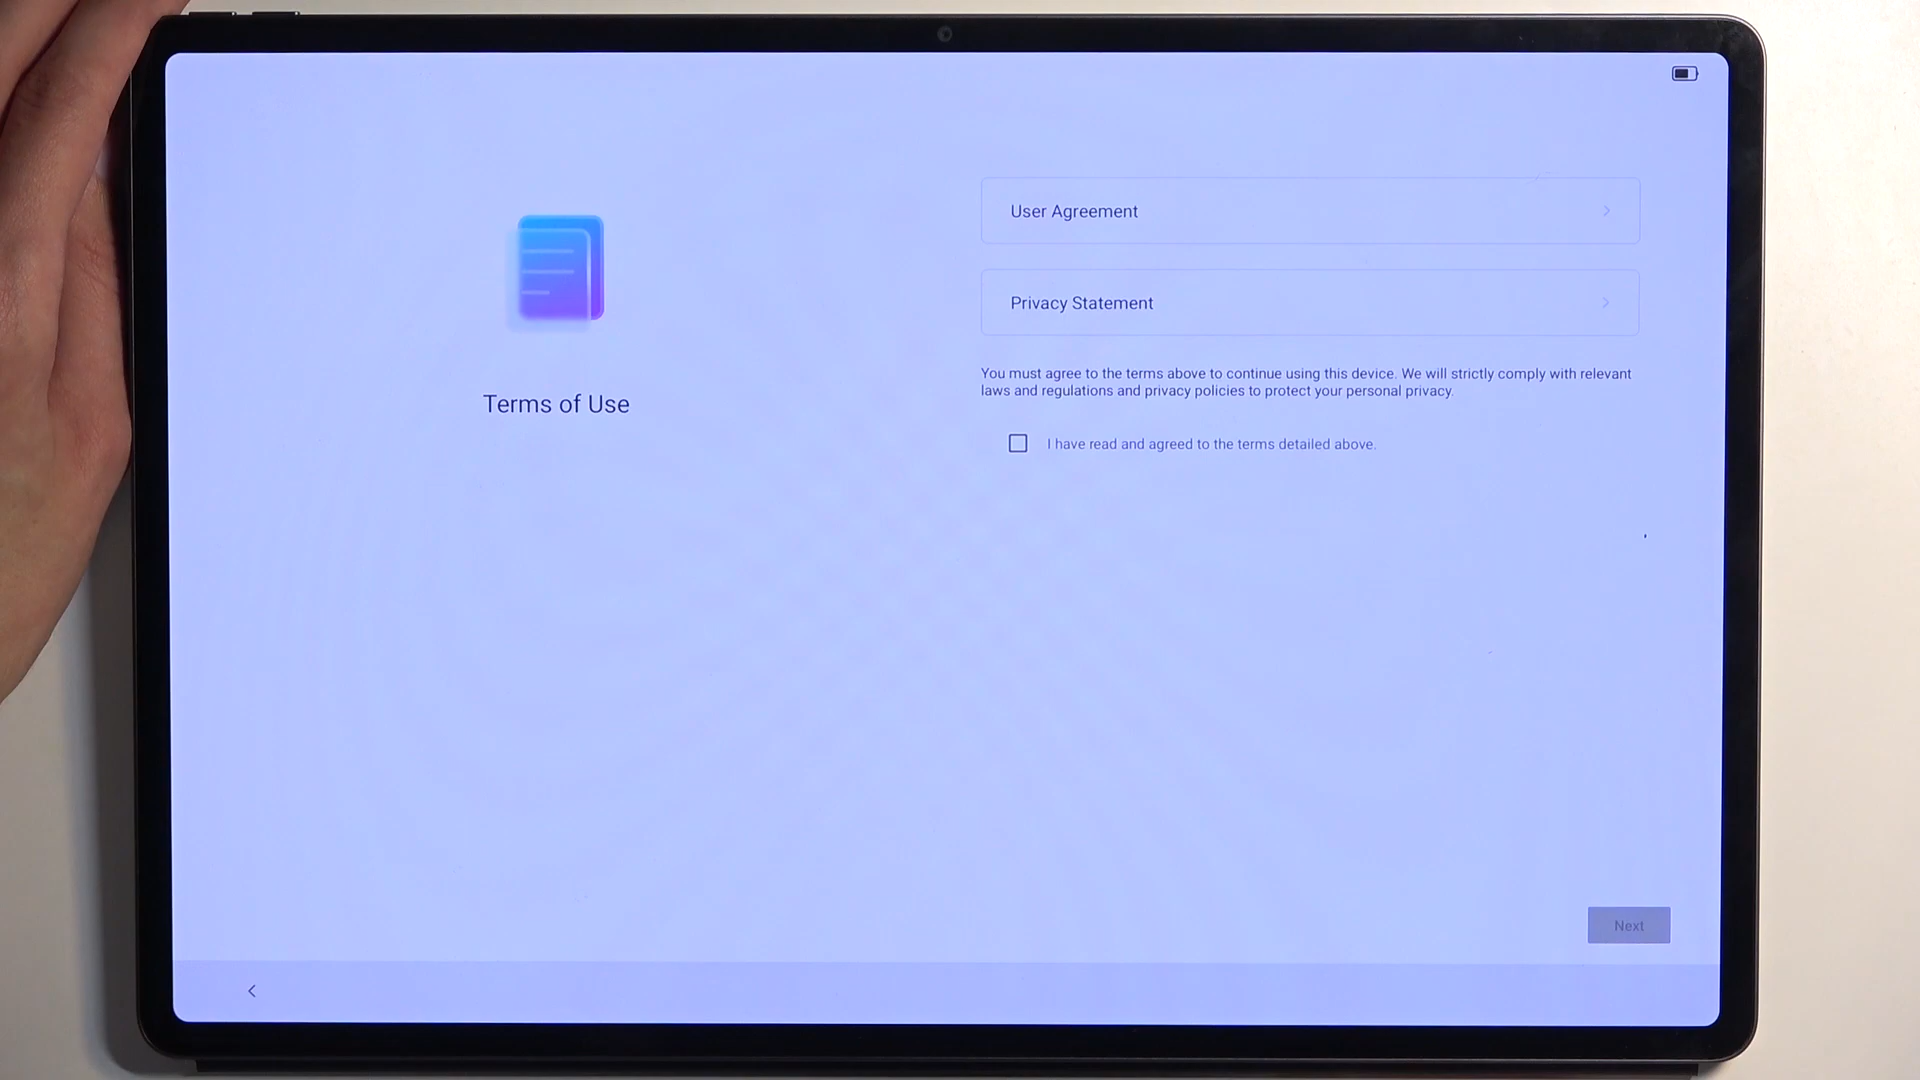 User Agreement
Privacy Statement
You must agree to the terms above to continue using this device. We will strictly comply with relevant
laws and regulations and privacy policies to protect your personal privacy.
Terms of Use
I have read and agreed to the terms detailed above.
Next